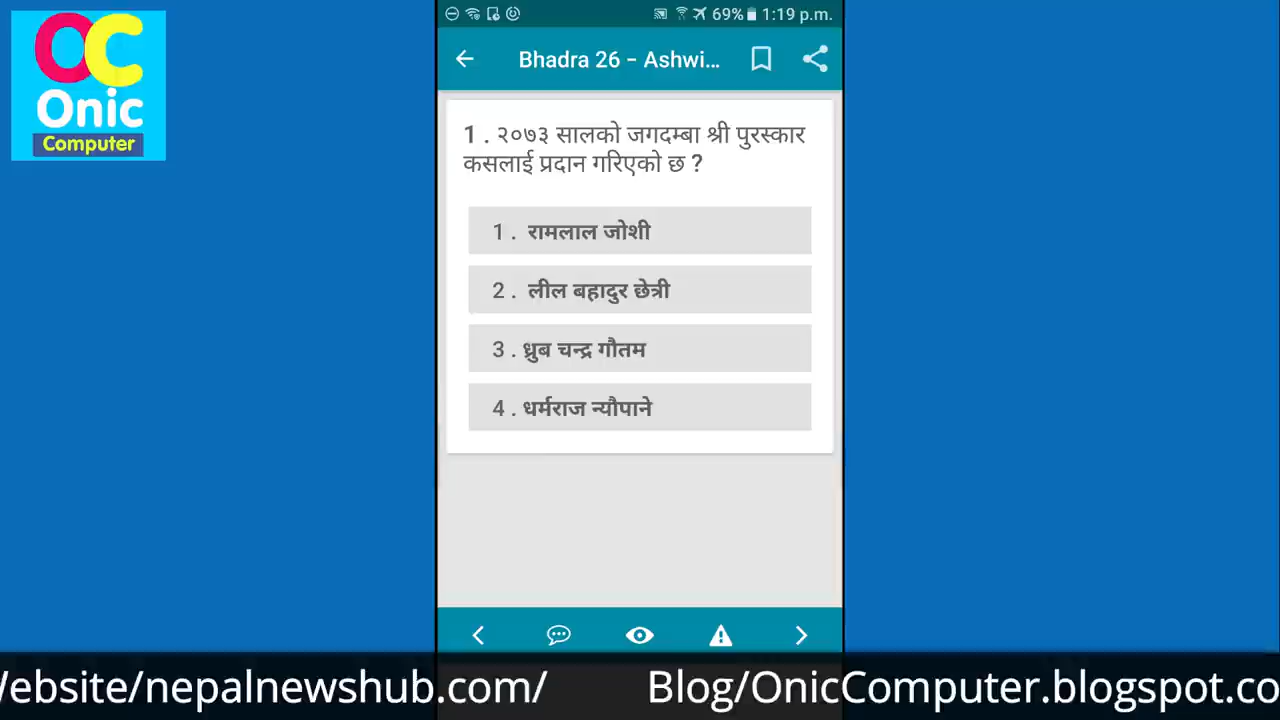 OC
Onic
Computer
69% 1:19 p.m.
Bhadra 26 - Ashwi...
1 . २०७३ सालको जगदम्बा श्री पुरस्कार
कसलाई प्रदान गरिएको छ ?
1 . रामलाल जोशी
2 . लील बहादुर छेत्री
3 . ध्रुब चन्द्र गौतम
4 . धर्मराज न्यौपाने
Website/nepalnewshub.com/ Blog/OnicComputer.blogspot.co